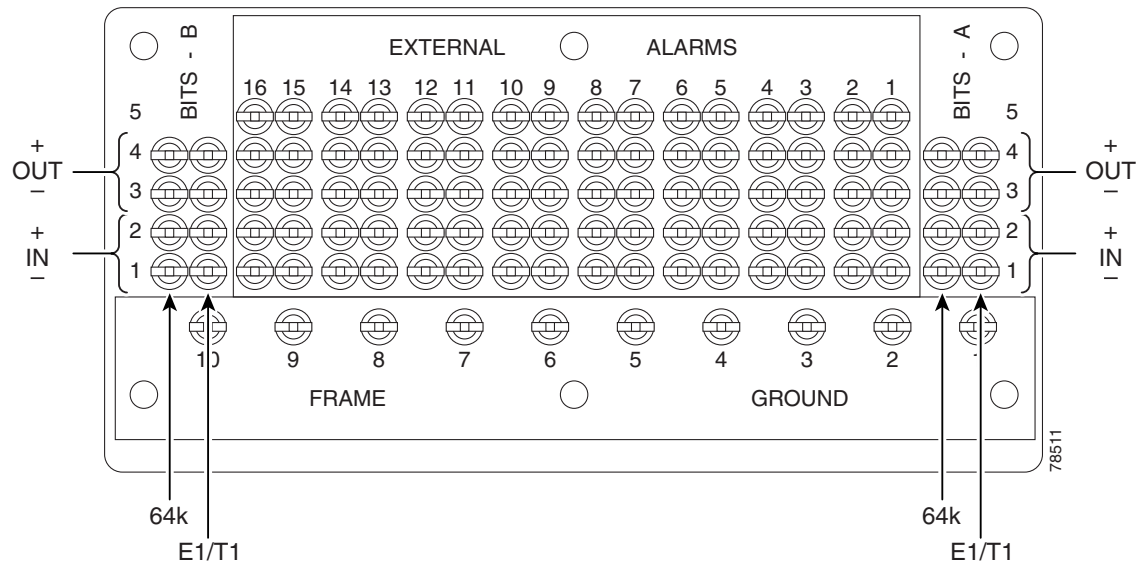 BITS - B
EXTERNAL ALARMS
BITS - A
16 15 14 13 12 11 10 9 8 7 6 5 4 3 2 1
5 5
+ 4 4 +
OUT OUT
– 3 3 –
+ 2 2 +
IN IN
– 1 1 –
10 9 8 7 6 5 4 3 2 1
FRAME GROUND
78511
64k 64k
E1/T1 E1/T1